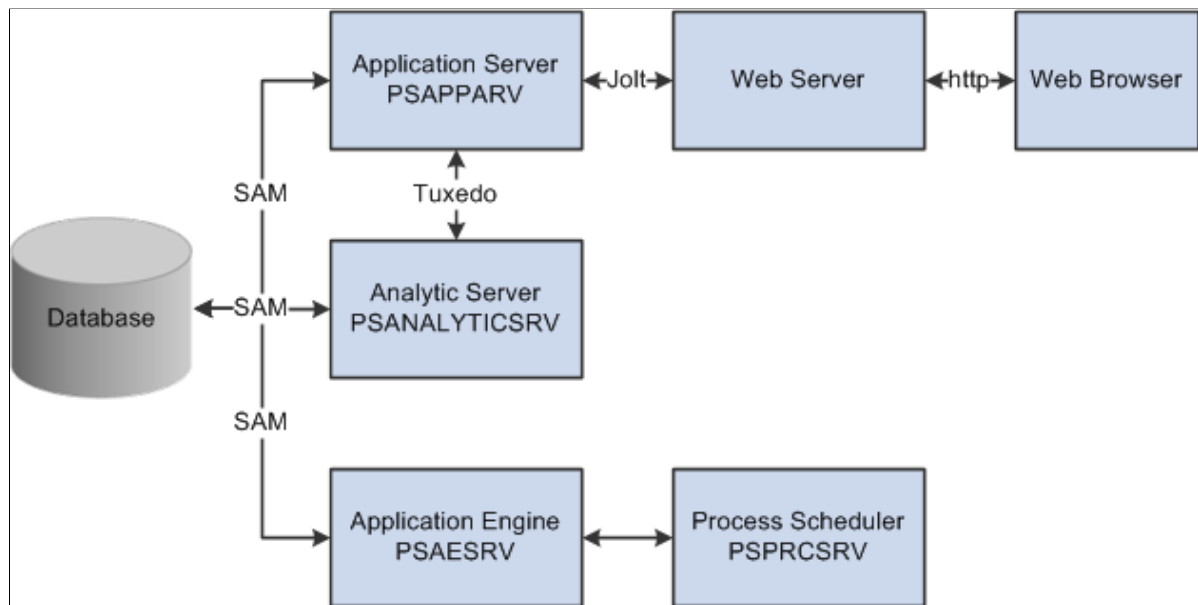 Application Server
PSAPPARV
Jolt
Web Server
http
Web Browser
SAM
Tuxedo
Database
SAM
Analytic Server
PSANALYTICSRV
SAM
Application Engine
PSAESRV
Process Scheduler
PSPRCSRV